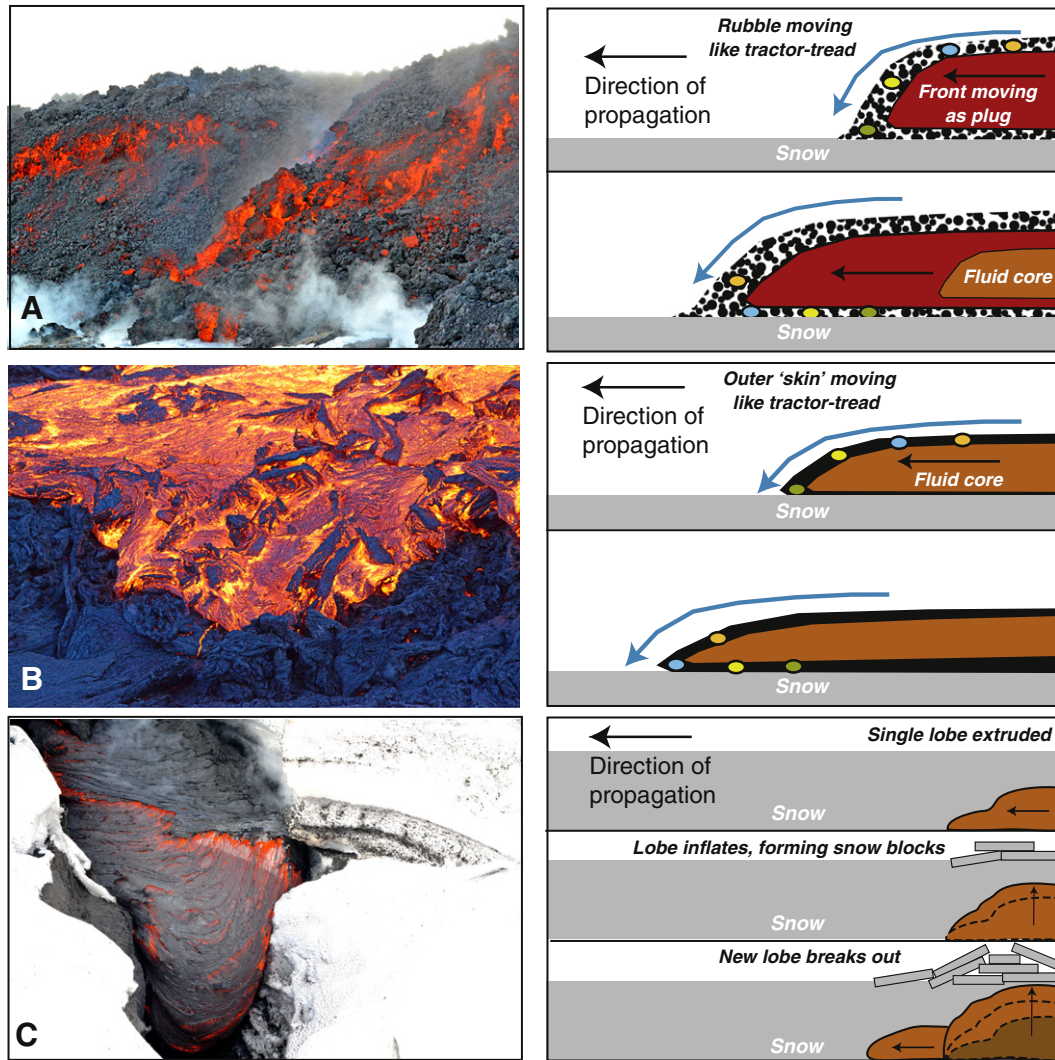 A
Rubble moving
like tractor-tread
Direction of
propagation
Front moving
as plug
Snow
Fluid core
Snow
B
Outer ‘skin’ moving
like tractor-tread
Direction of
propagation
Fluid core
Snow
Snow
C
Single lobe extruded
Direction of
propagation
Snow
Lobe inflates, forming snow blocks
Snow
New lobe breaks out
Snow